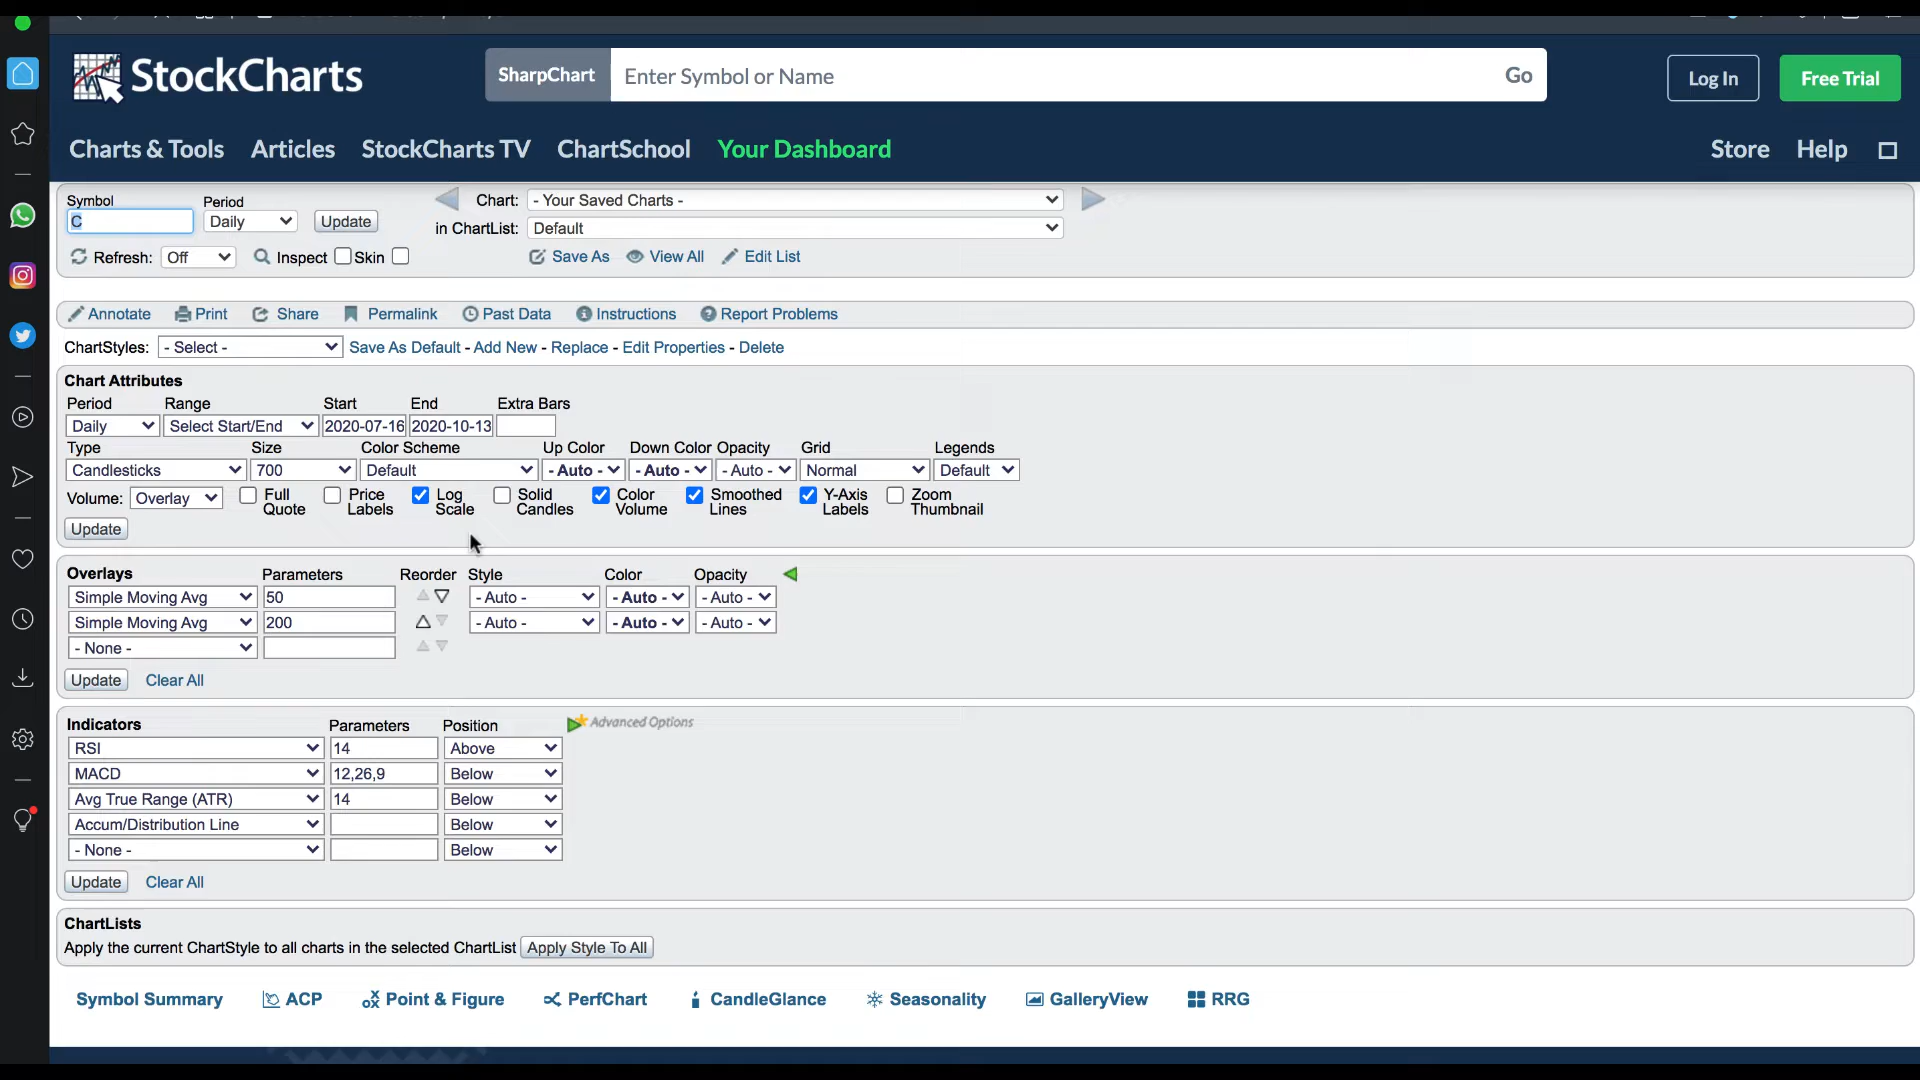 StockCharts
SharpChart Enter Symbol or Name Go
Log In Free Trial
Charts & Tools Articles StockCharts TV ChartSchool Your Dashboard Store Help
Symbol Period Chart: - Your Saved Charts -
C Daily Update in ChartList: Default
Refresh: Off Inspect Skin Save As View All Edit List
Annotate Print Share Permalink Past Data Instructions Report Problems
ChartStyles: - Select - Save As Default - Add New - Replace - Edit Properties - Delete
Chart Attributes
Period Range Start End Extra Bars
Daily Select Start/End 2020-07-16 2020-10-13
Type Size Color Scheme Up Color Down Color Opacity Grid Legends
Candlesticks 700 Default - Auto - - Auto - - Auto - Normal Default
Volume: Overlay Full Quote Price Labels Log Scale Solid Candles Color Volume Smoothed Lines Y-Axis Labels Zoom Thumbnail
Update
Overlays Parameters Reorder Style Color Opacity
Simple Moving Avg 50 - Auto - - Auto - - Auto -
Simple Moving Avg 200 - Auto - - Auto - - Auto -
- None -
Update Clear All
Indicators Parameters Position Advanced Options
RSI 14 Above
MACD 12,26,9 Below
Avg True Range (ATR) 14 Below
Accum/Distribution Line Below
- None - Below
Update Clear All
ChartLists
Apply the current ChartStyle to all charts in the selected ChartList Apply Style To All
Symbol Summary ACP Point & Figure PerfChart CandleGlance Seasonality GalleryView RRG